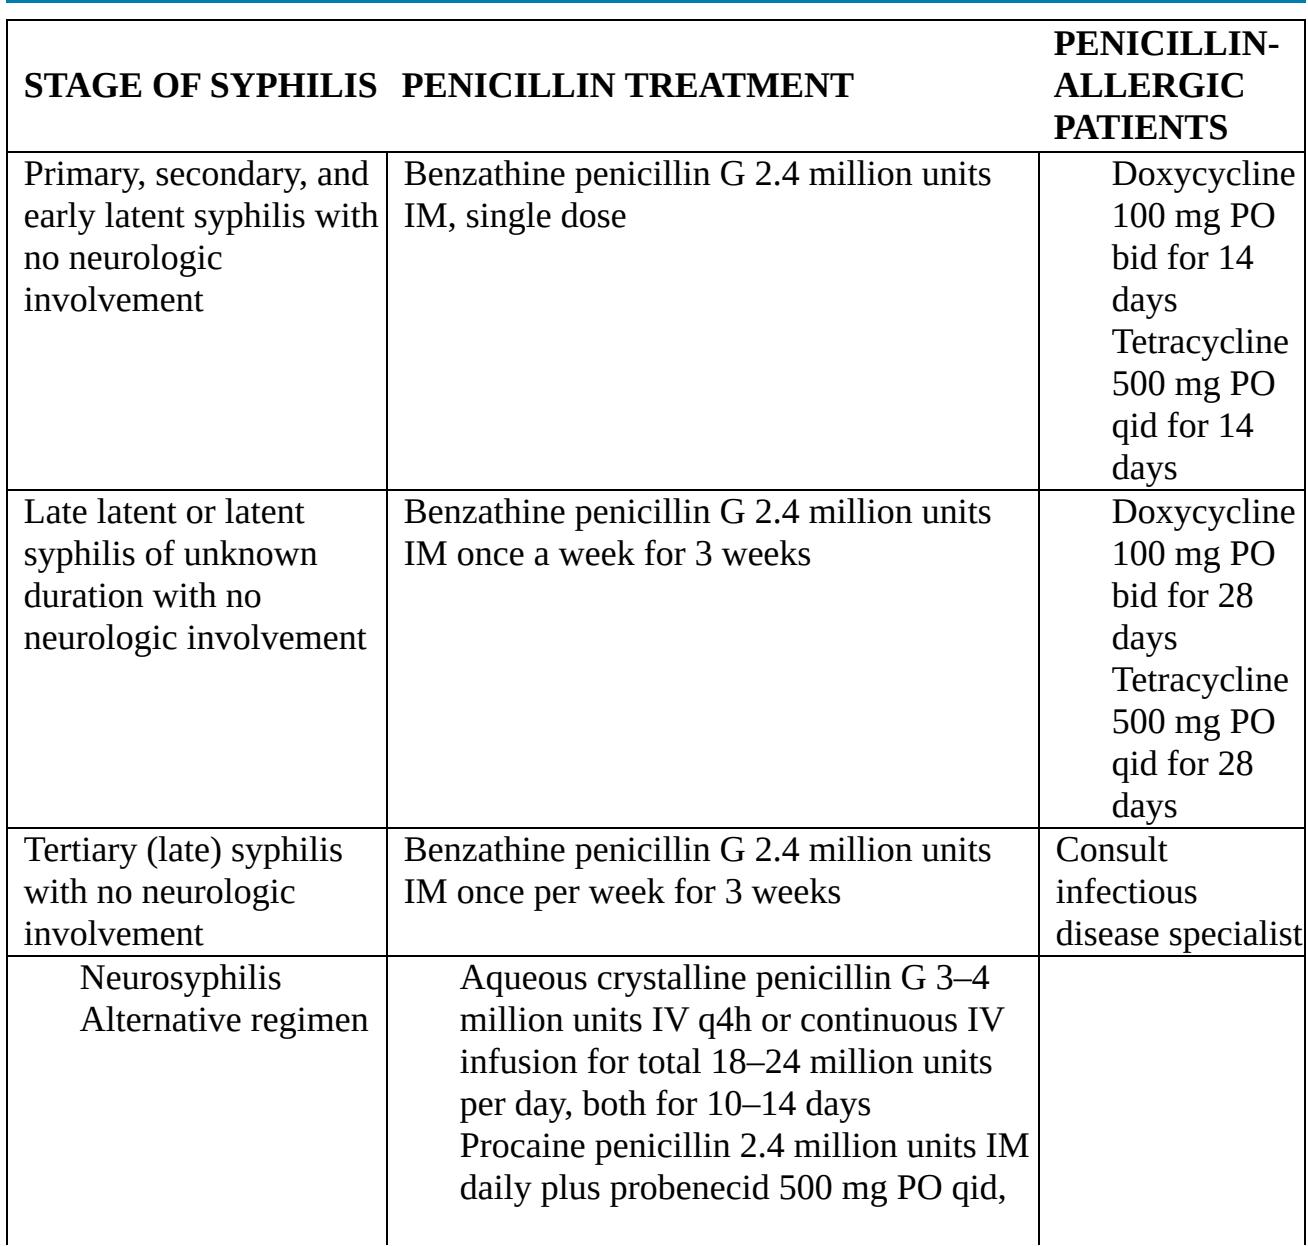 STAGE OF SYPHILIS
PENICILLIN TREATMENT
PENICILLIN-
ALLERGIC
PATIENTS
Primary, secondary, and
early latent syphilis with
no neurologic
involvement
Benzathine penicillin G 2.4 million units
IM, single dose
Doxycycline
100 mg PO
bid for 14
days
Tetracycline
500 mg PO
qid for 14
days
Late latent or latent
syphilis of unknown
duration with no
neurologic involvement
Benzathine penicillin G 2.4 million units
IM once a week for 3 weeks
Doxycycline
100 mg PO
bid for 28
days
Tetracycline
500 mg PO
qid for 28
days
Tertiary (late) syphilis
with no neurologic
involvement
Benzathine penicillin G 2.4 million units
IM once per week for 3 weeks
Consult
infectious
disease specialist
Neurosyphilis
Alternative regimen
Aqueous crystalline penicillin G 3–4
million units IV q4h or continuous IV
infusion for total 18–24 million units
per day, both for 10–14 days
Procaine penicillin 2.4 million units IM
daily plus probenecid 500 mg PO qid,